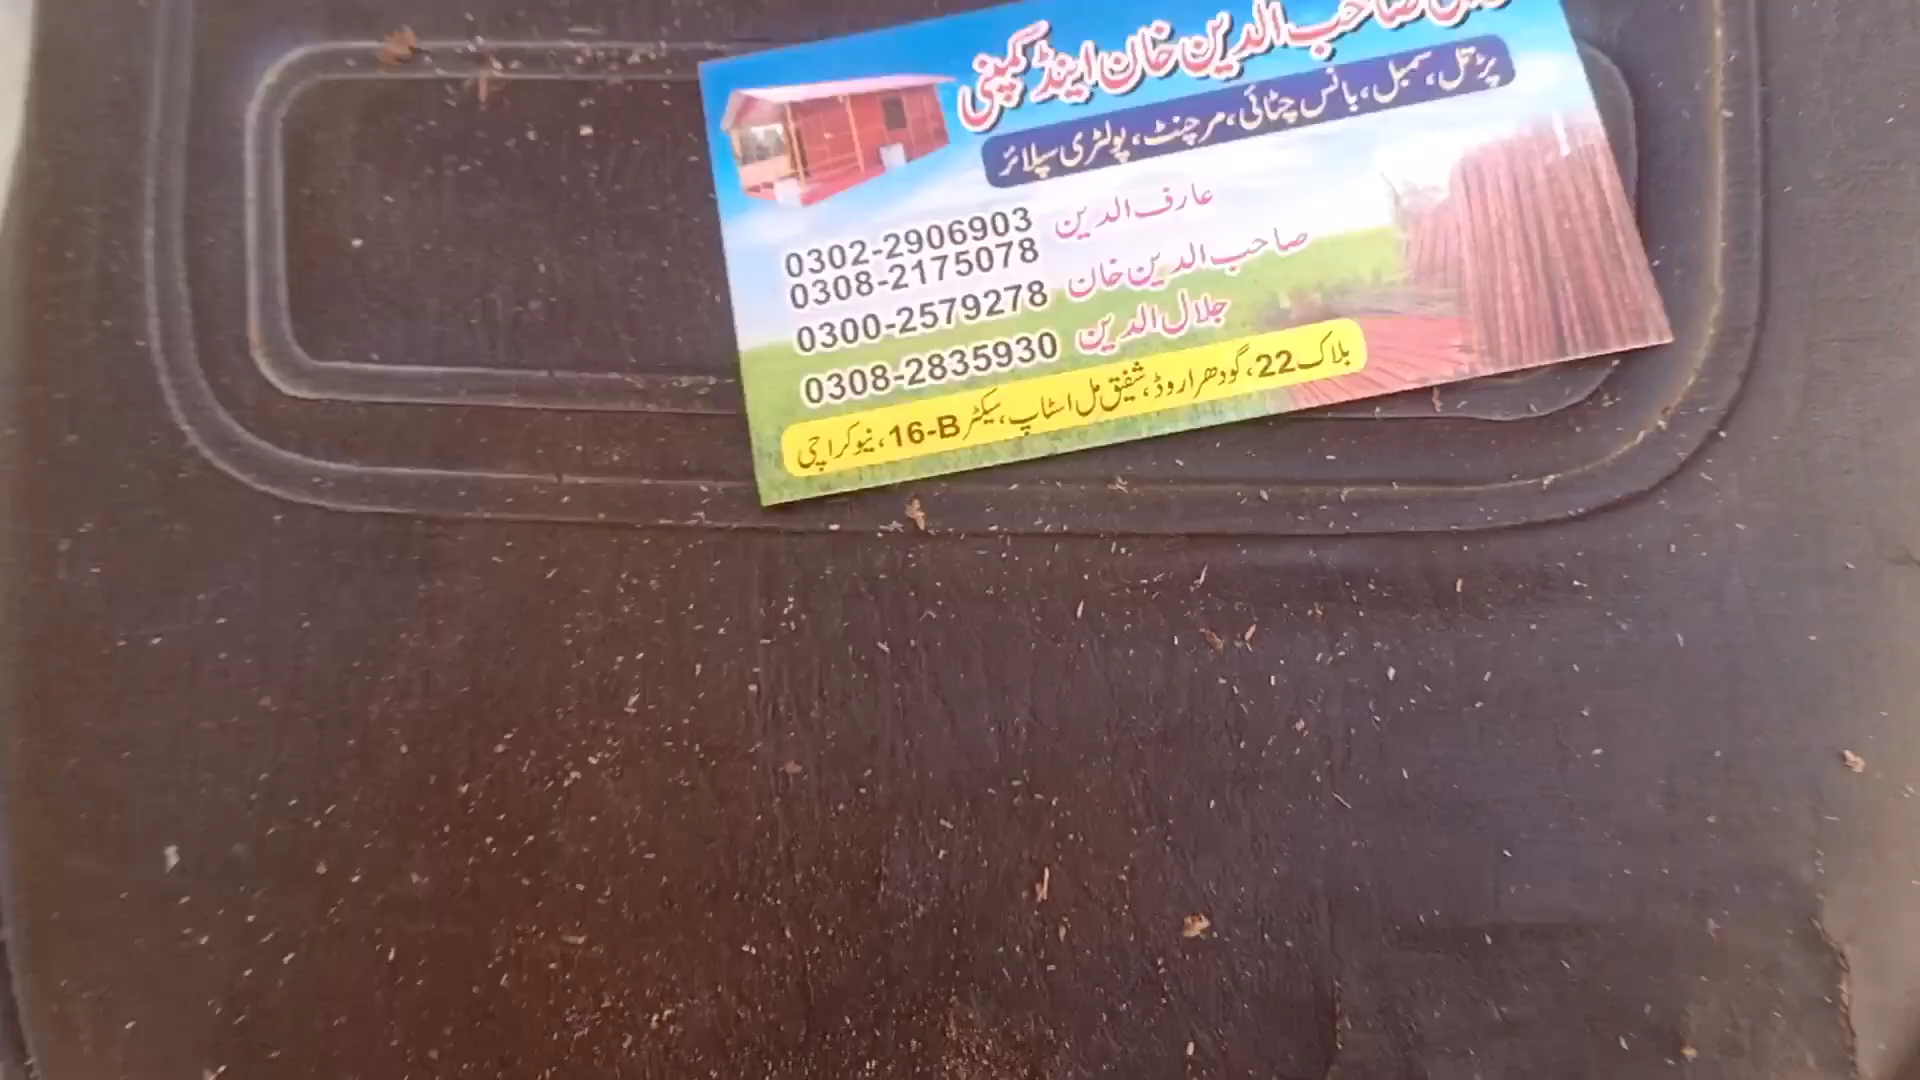 صاحب الدین خان اینڈ کمپنی
پڑتل، سمبل، بانس چٹائی، مرچنٹ، پولٹری سپلائر
عارف الدین 0302-2906903
0308-2175078
صاحب الدین خان 0300-2579278
جلال الدین 0308-2835930
بلاک 22، گودھرا روڈ، شفیق مل اسٹاپ، سیکٹر 16-B، نیو کراچی